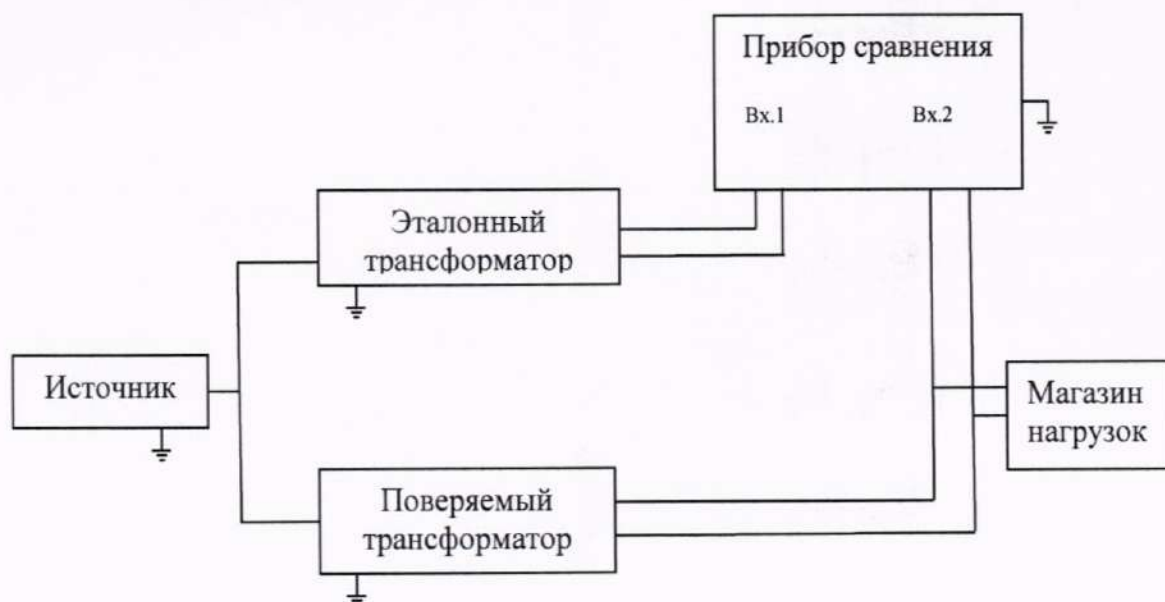 Прибор сравнения
Вх.1 Вх.2
Эталонный
трансформатор
Источник
Магазин
нагрузок
Поверяемый
трансформатор